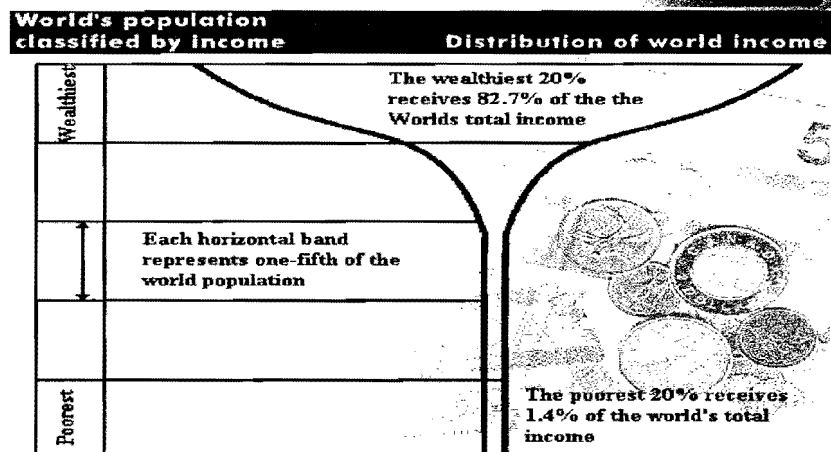 World's population
classified by income
Distribution of world income
Wealthiest
The wealthiest 20%
receives 82.7% of the the
Worlds total income
5
Each horizontal band
represents one-fifth of the
world population
Poorest
The poorest 20% receives
1.4% of the world's total
income